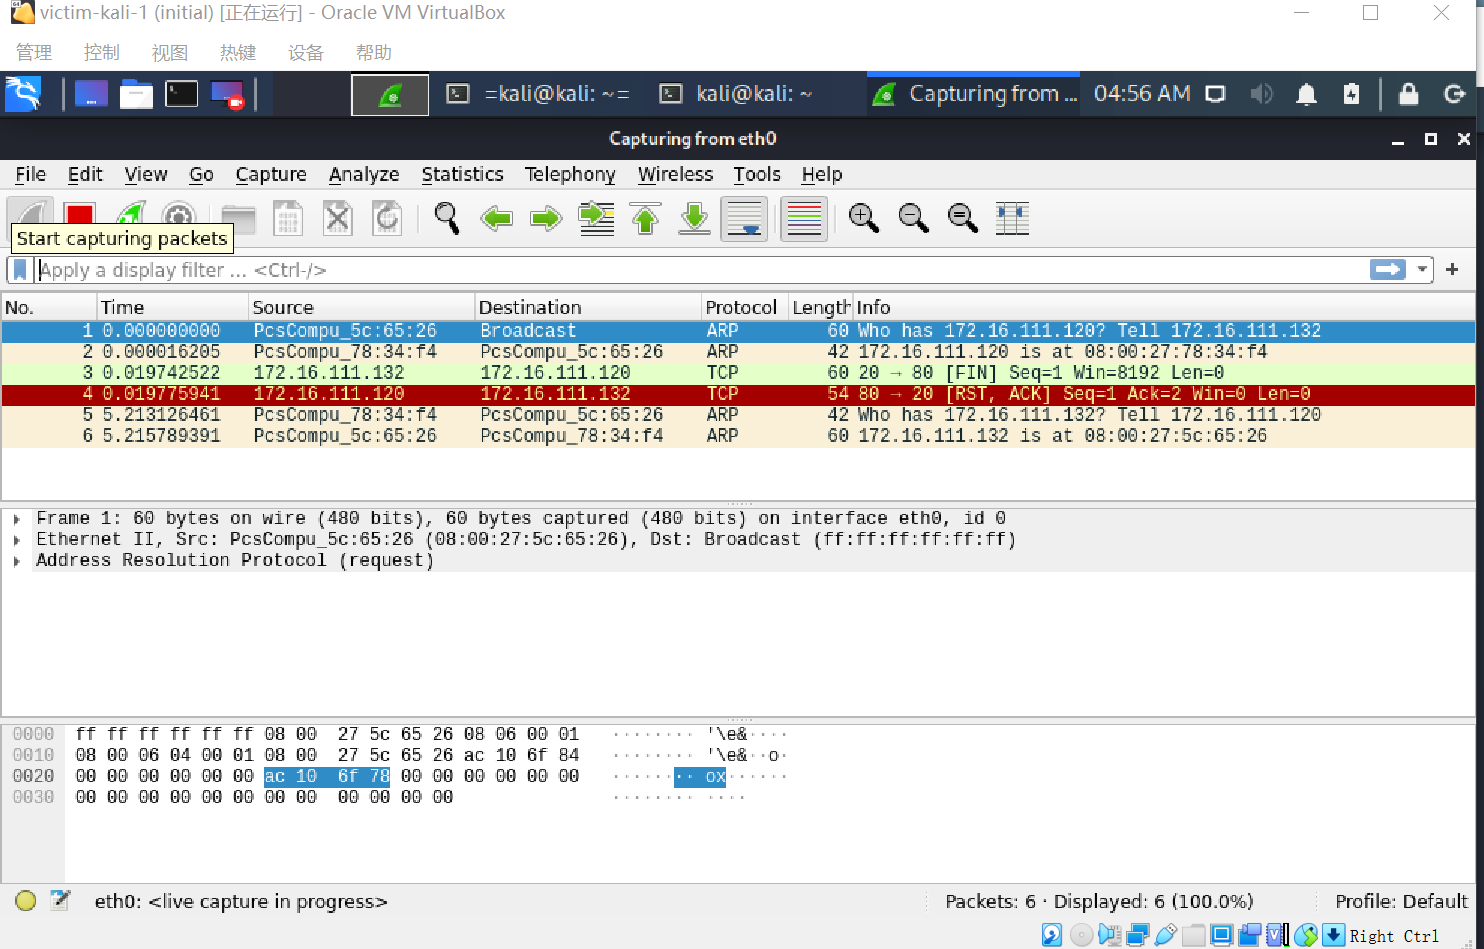 victim-kali-1 (initial) [正在运行] - Oracle VM VirtualBox
管理 控制 视图 热键 设备 帮助
=kali@kali: ~= kali@kali: ~ Capturing from ... 04:56 AM
Capturing from eth0
File Edit View Go Capture Analyze Statistics Telephony Wireless Tools Help
Start capturing packets
Apply a display filter ... <Ctrl-/>
No. Time Source Destination Protocol Length Info
1 0.000000000 PcsCompu_5c:65:26 Broadcast ARP 60 Who has 172.16.111.120? Tell 172.16.111.132
2 0.000016205 PcsCompu_78:34:f4 PcsCompu_5c:65:26 ARP 42 172.16.111.120 is at 08:00:27:78:34:f4
3 0.019742522 172.16.111.132 172.16.111.120 TCP 60 20 → 80 [FIN] Seq=1 Win=8192 Len=0
4 0.019775941 172.16.111.120 172.16.111.132 TCP 54 80 → 20 [RST, ACK] Seq=1 Ack=2 Win=0 Len=0
5 5.213126461 PcsCompu_78:34:f4 PcsCompu_5c:65:26 ARP 42 Who has 172.16.111.132? Tell 172.16.111.120
6 5.215789391 PcsCompu_5c:65:26 PcsCompu_78:34:f4 ARP 60 172.16.111.132 is at 08:00:27:5c:65:26
Frame 1: 60 bytes on wire (480 bits), 60 bytes captured (480 bits) on interface eth0, id 0
Ethernet II, Src: PcsCompu_5c:65:26 (08:00:27:5c:65:26), Dst: Broadcast (ff:ff:ff:ff:ff:ff)
Address Resolution Protocol (request)
0000 ff ff ff ff ff ff 08 00 27 5c 65 26 08 06 00 01 ········ '\e&····
0010 08 00 06 04 00 01 08 00 27 5c 65 26 ac 10 6f 84 ········ '\e&··o·
0020 00 00 00 00 00 00 ac 10 6f 78 00 00 00 00 00 00 ········ ox······
0030 00 00 00 00 00 00 00 00 00 00 00 00 ········ ····
eth0: <live capture in progress> Packets: 6 · Displayed: 6 (100.0%) Profile: Default
Right Ctrl